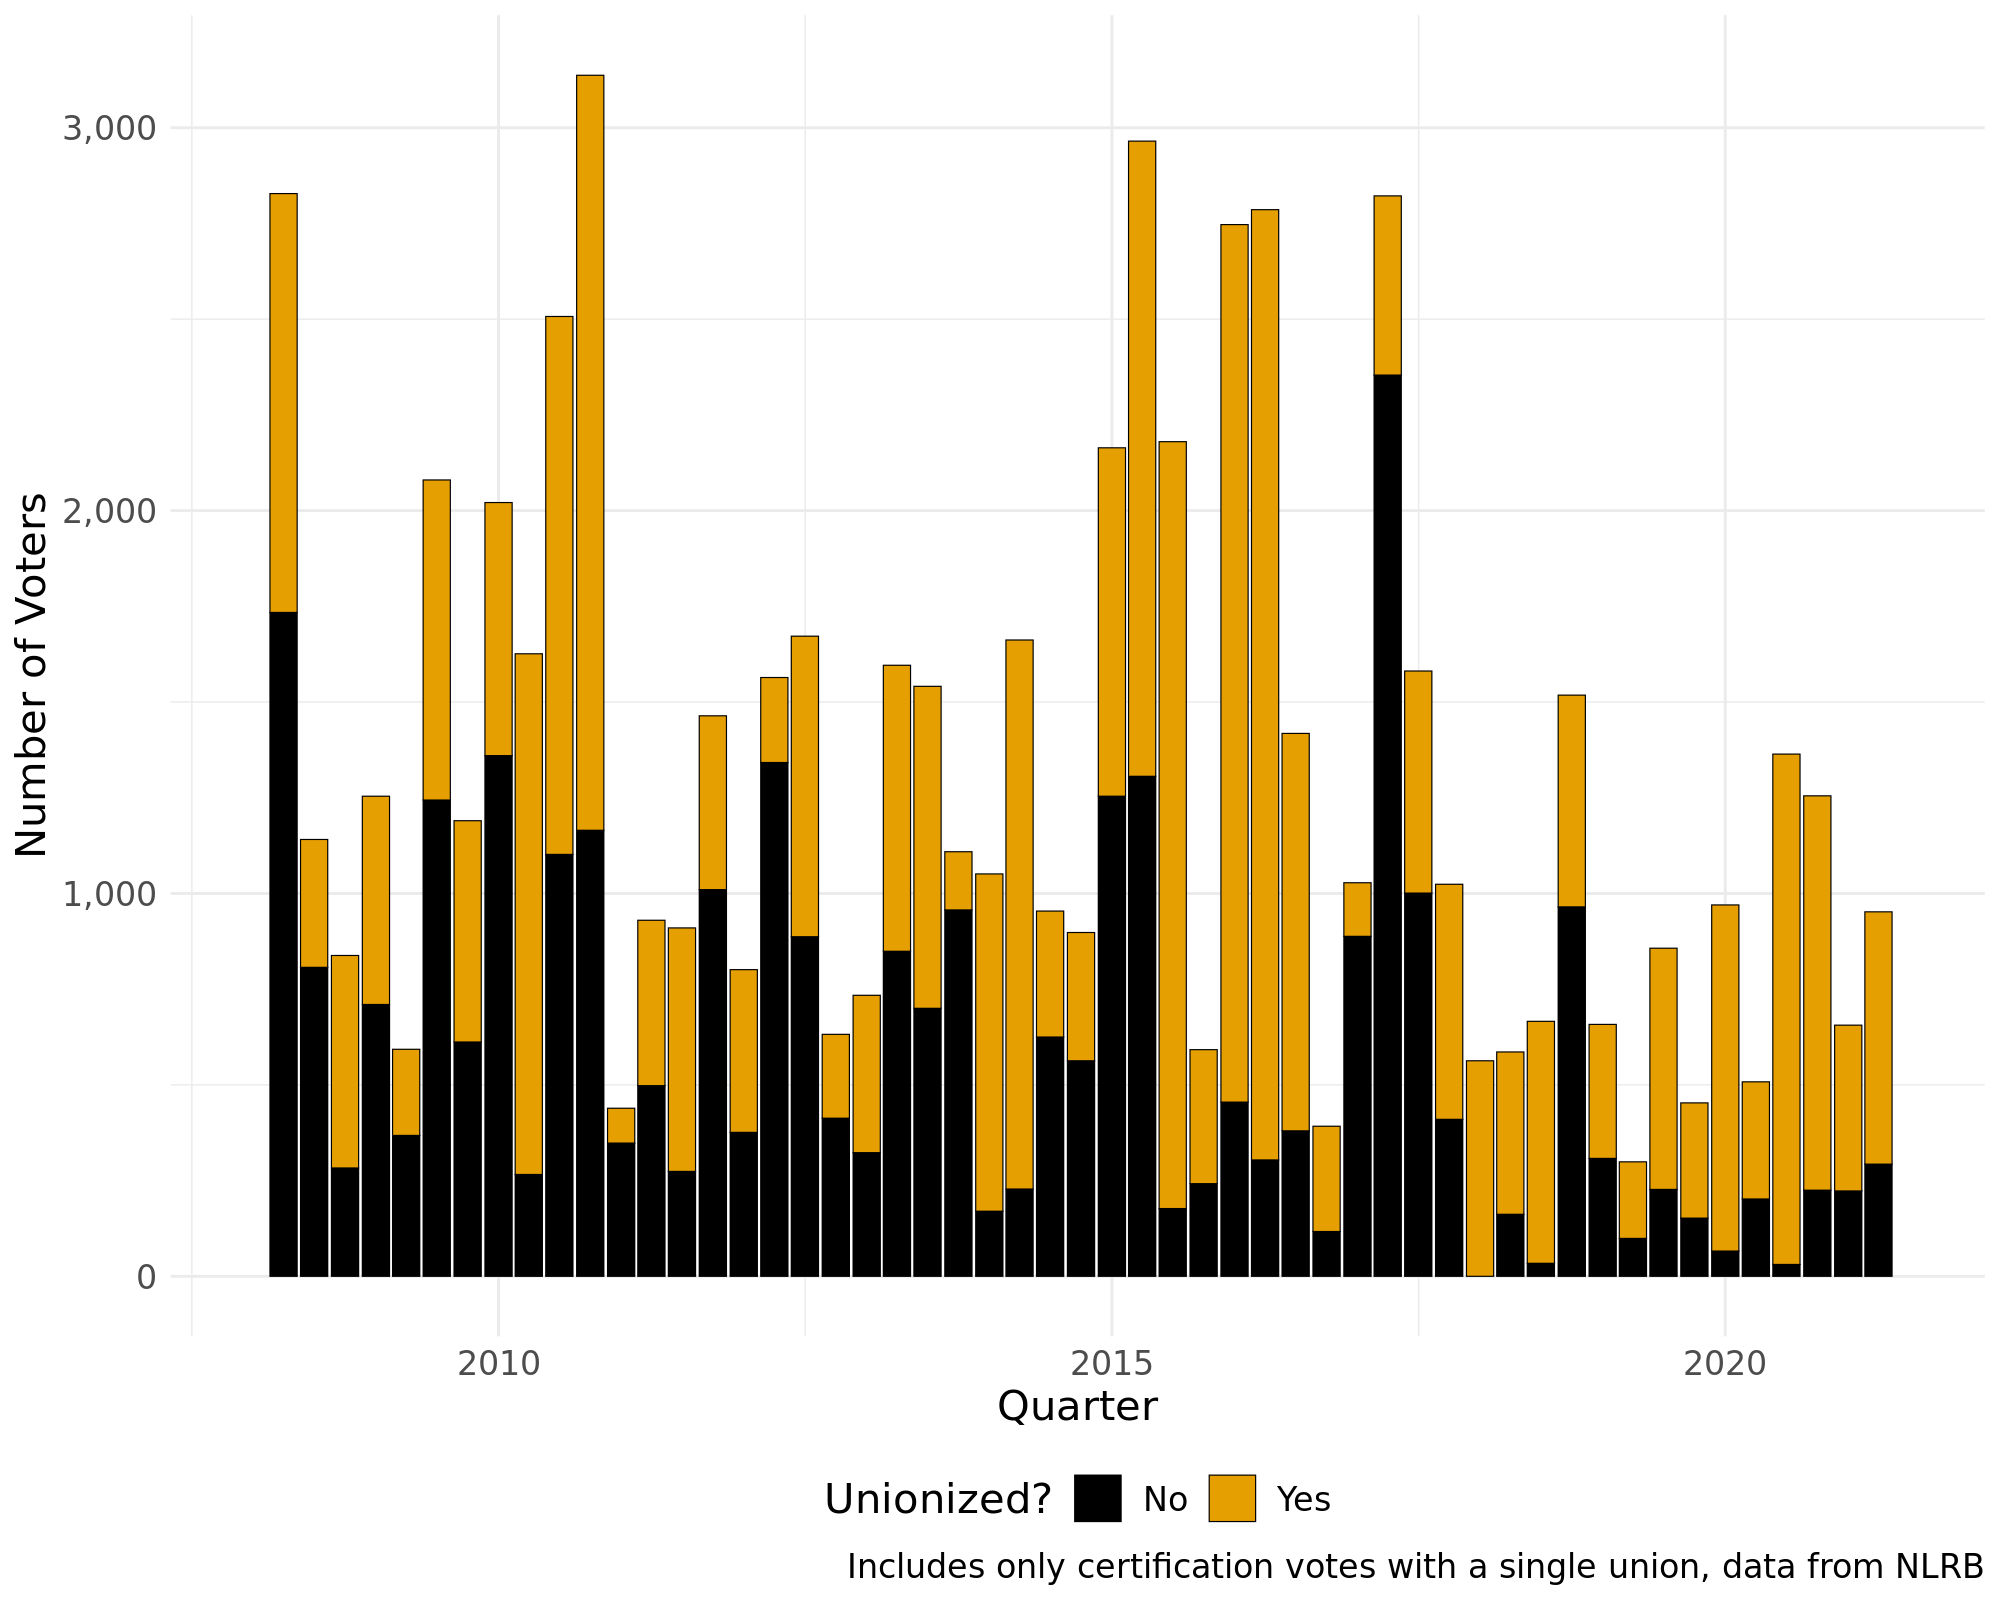 3,000
2,000
1,000
0
Number of Voters
2010 2015 2020
Quarter
Unionized? No Yes
Includes only certification votes with a single union, data from NLRB